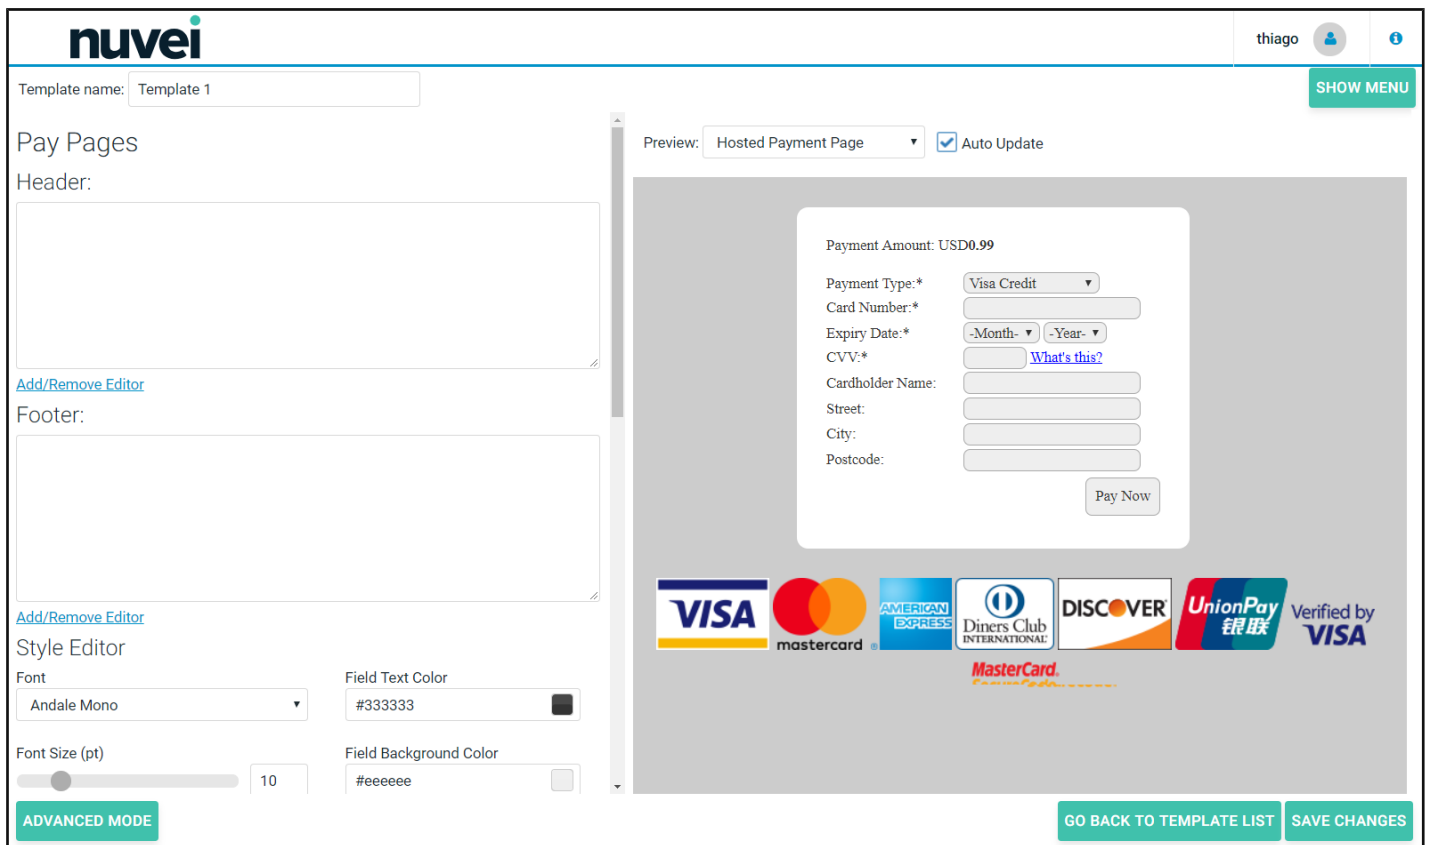 nuvei
thiago
Template name: Template 1
SHOW MENU
Pay Pages
Header:
Add/Remove Editor
Footer:
Add/Remove Editor
Style Editor
Font
Andale Mono
Field Text Color
#333333
Font Size (pt)
10
Field Background Color
#eeeeee
Preview: Hosted Payment Page Auto Update
Payment Amount: USD0.99
Payment Type:* Visa Credit
Card Number:*
Expiry Date:* -Month- -Year-
CVV:* What's this?
Cardholder Name:
Street:
City:
Postcode:
Pay Now
VISA
mastercard
AMERICAN
EXPRESS
Diners Club
INTERNATIONAL
DISCOVER
UnionPay
银联
Verified by
VISA
MasterCard.
ADVANCED MODE
GO BACK TO TEMPLATE LIST
SAVE CHANGES